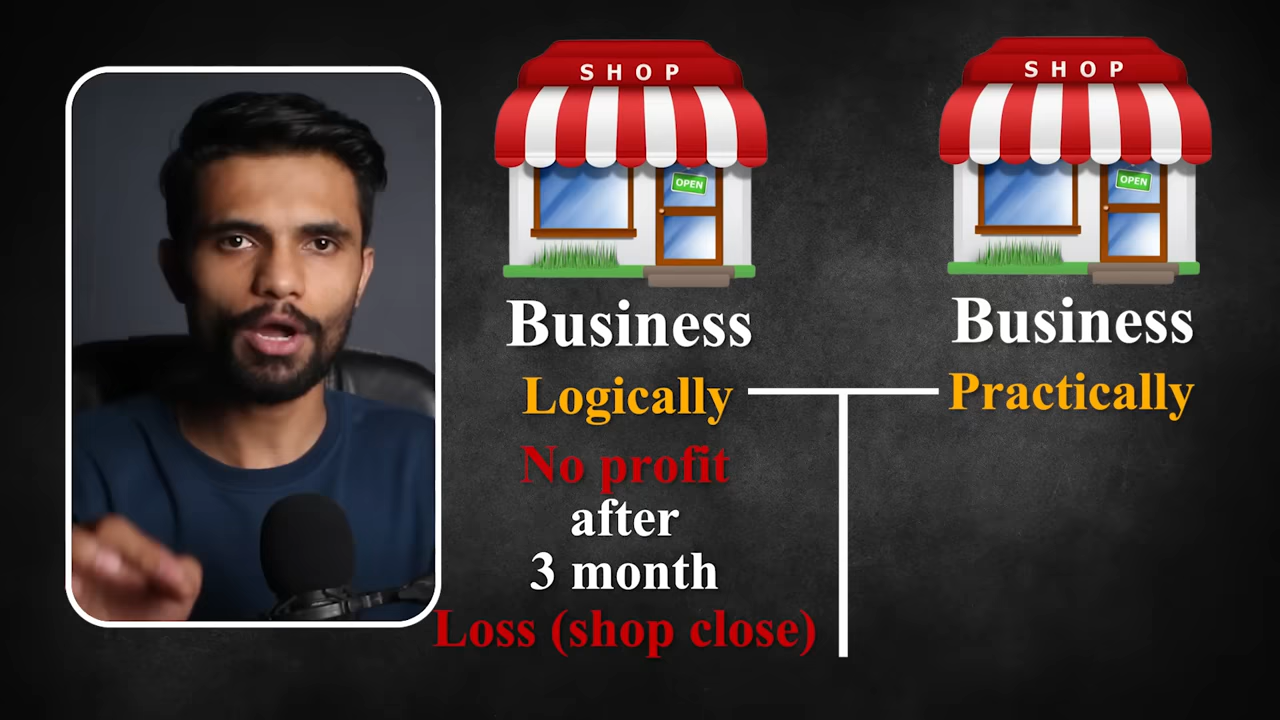 SHOP
OPEN
Business
Logically
No profit
after
3 month
Loss (shop close)
SHOP
OPEN
Business
Practically